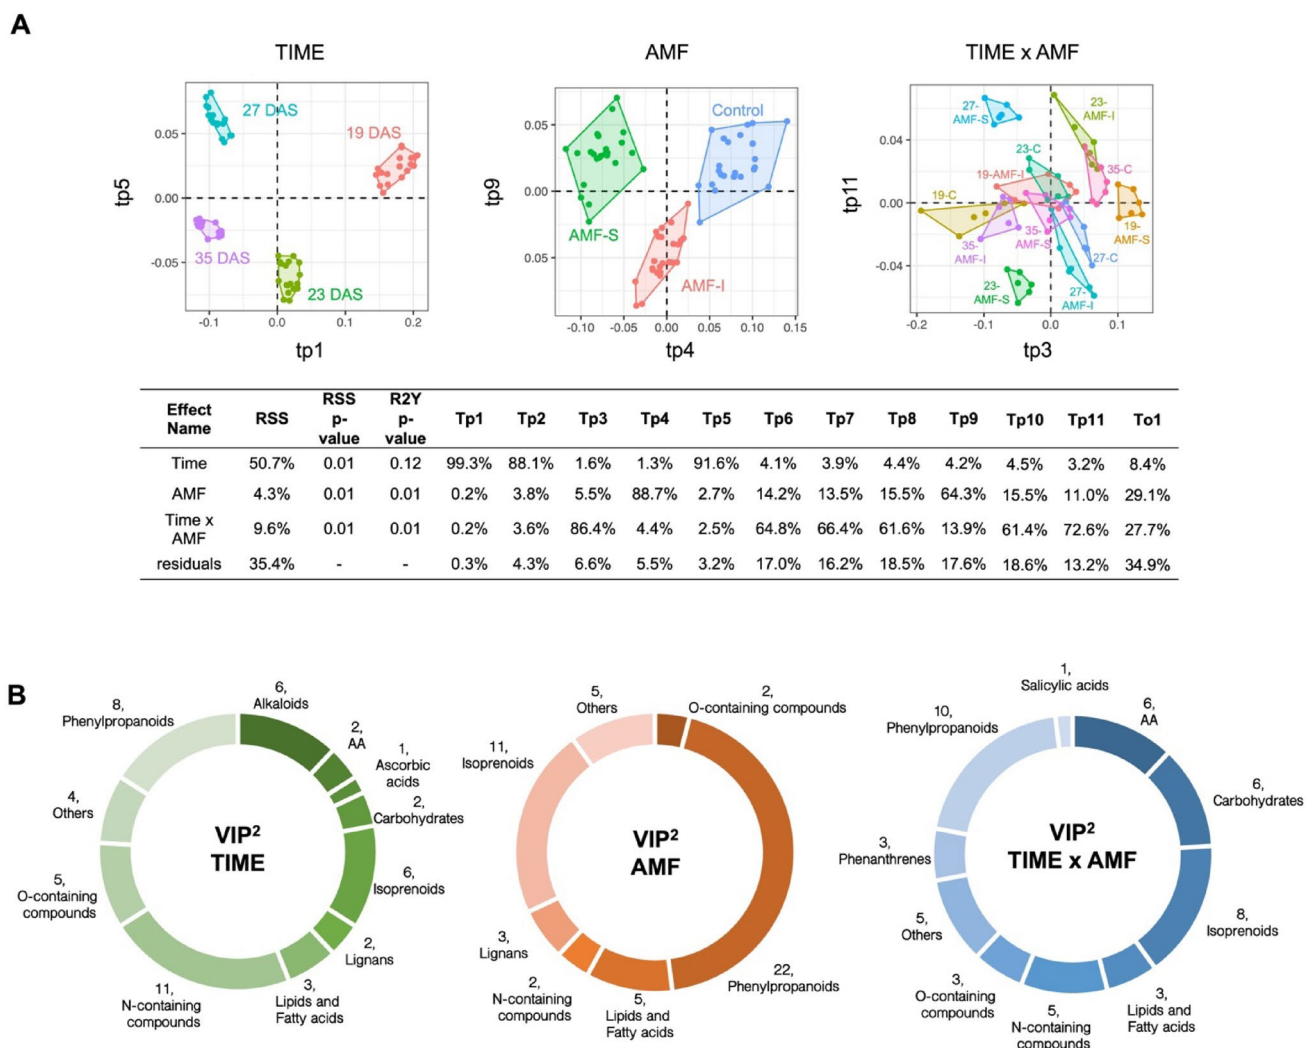 A
TIME
AMF
TIME x AMF
27 DAS
19 DAS
35 DAS
23 DAS
0.05
0.00
-0.05
-0.1
0.0
0.1
0.2
tp5
tp1
Control
AMF-S
AMF-I
0.05
0.00
0.05
-0.10
-0.05
0.00
0.05
0.10
0.15
tp9
tp4
27-
AMF-S
23-
AMF-I
23-C
35-C
19-AMF-I
19-C
19-
AMF-S
35-
AMF-I
35-
AMF-S
27-C
23-
AMF-S
27-
AMF-I
0.04
0.00
-0.04
-0.2
-0.1
0.0
0.1
tp11
tp3
Effect Name RSS RSS p-value R2Y p-value Tp1 Tp2 Tp3 Tp4 Tp5 Tp6 Tp7 Tp8 Tp9 Tp10 Tp11 To1
Time 50.7% 0.01 0.12 99.3% 88.1% 1.6% 1.3% 91.6% 4.1% 3.9% 4.4% 4.2% 4.5% 3.2% 8.4%
AMF 4.3% 0.01 0.01 0.2% 3.8% 5.5% 88.7% 2.7% 14.2% 13.5% 15.5% 64.3% 15.5% 11.0% 29.1%
Time x AMF 9.6% 0.01 0.01 0.2% 3.6% 86.4% 4.4% 2.5% 64.8% 66.4% 61.6% 13.9% 61.4% 72.6% 27.7%
residuals 35.4% - - 0.3% 4.3% 6.6% 5.5% 3.2% 17.0% 16.2% 18.5% 17.6% 18.6% 13.2% 34.9%
B
6,
Alkaloids
2,
AA
1,
Ascorbic
acids
2,
Carbohydrates
6,
Isoprenoids
2,
Lignans
3,
Lipids and
Fatty acids
11,
N-containing
compounds
5,
O-containing
compounds
4,
Others
8,
Phenylpropanoids
VIP²
TIME
2,
O-containing compounds
22,
Phenylpropanoids
5,
Lipids and
Fatty acids
2,
N-containing
compounds
3,
Lignans
11,
Isoprenoids
5,
Others
VIP²
AMF
1,
Salicylic acids
6,
AA
6,
Carbohydrates
8,
Isoprenoids
3,
Lipids and
Fatty acids
5,
N-containing
compounds
3,
O-containing
compounds
5,
Others
3,
Phenanthrenes
10,
Phenylpropanoids
VIP²
TIME x AMF